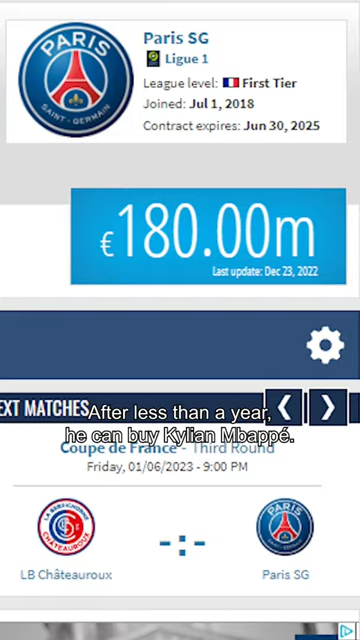 PARIS
SAINT-GERMAIN
Paris SG
Ligue 1
League level: First Tier
Joined: Jul 1, 2018
Contract expires: Jun 30, 2025
€180.00m
Last update: Dec 23, 2022
EXT MATCHES
After less than a year,
he can buy Kylian Mbappé.
Coupe de France - Third Round
Friday, 01/06/2023 - 9:00 PM
LA BERRICHONNE
CHÂTEAUROUX
PARIS
-:-
LB Châteauroux
Paris SG